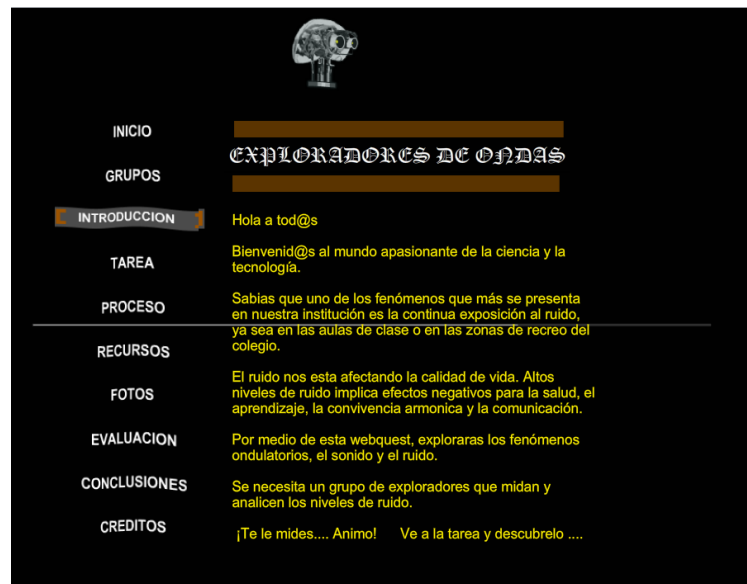 INICIO
GRUPOS
INTRODUCCION
TAREA
PROCESO
RECURSOS
FOTOS
EVALUACION
CONCLUSIONES
CREDITOS
EXPLORADORES DE ONDAS
Hola a tod@s
Bienvenid@s al mundo apasionante de la ciencia y la
tecnología.
Sabias que uno de los fenómenos que más se presenta
en nuestra institución es la continua exposición al ruido,
ya sea en las aulas de clase o en las zonas de recreo del
colegio.
El ruido nos esta afectando la calidad de vida. Altos
niveles de ruido implica efectos negativos para la salud, el
aprendizaje, la convivencia armonica y la comunicación.
Por medio de esta webquest, exploraras los fenómenos
ondulatorios, el sonido y el ruido.
Se necesita un grupo de exploradores que midan y
analicen los niveles de ruido.
¡Te le mides.... Animo! Ve a la tarea y descubrelo ....